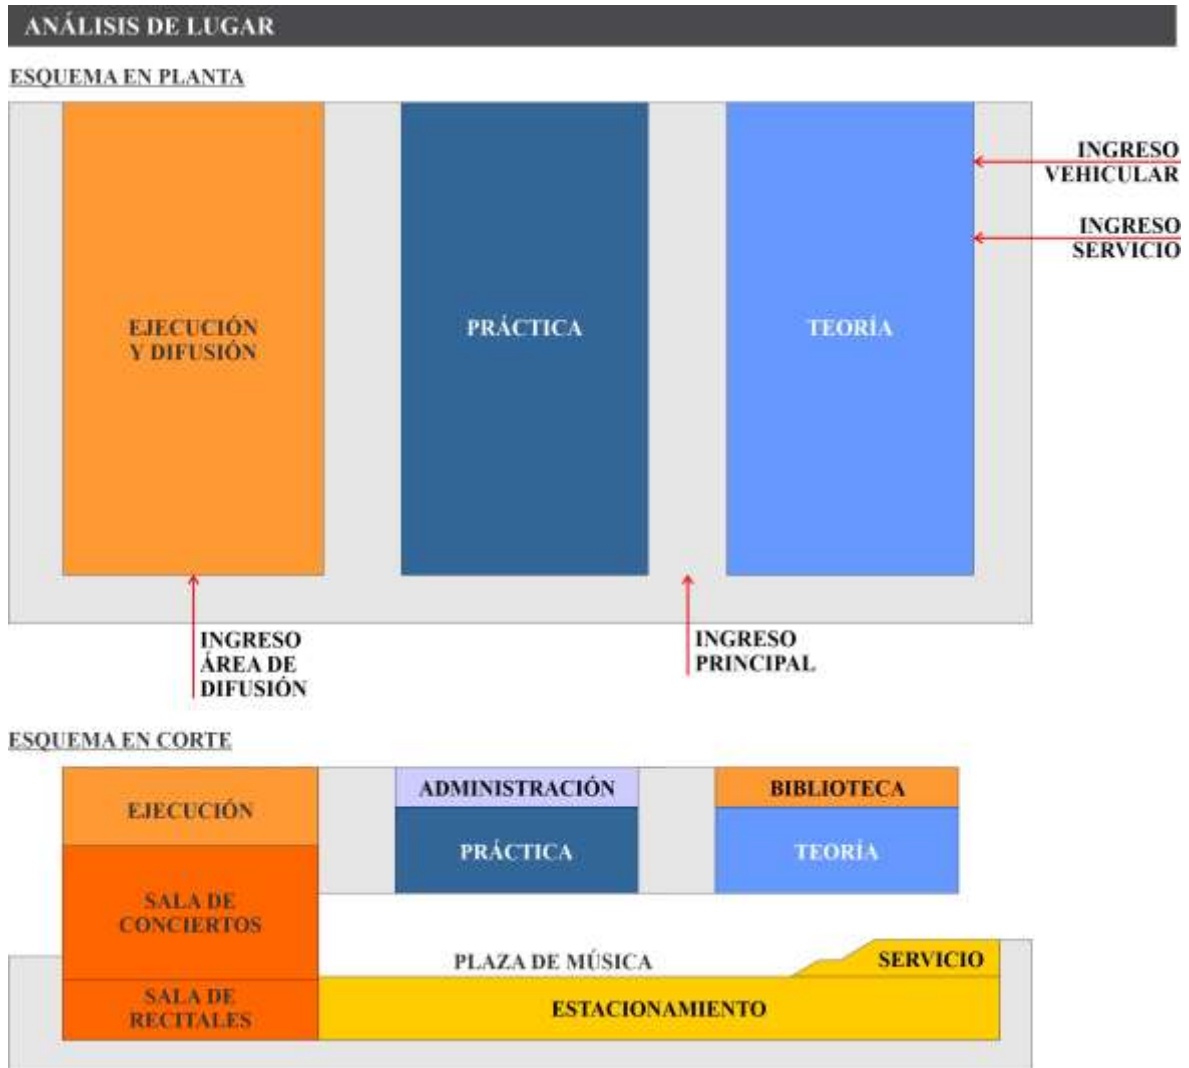 ANÁLISIS DE LUGAR
ESQUEMA EN PLANTA
INGRESO
VEHICULAR
INGRESO
SERVICIO
EJECUCIÓN
Y DIFUSIÓN
PRÁCTICA
TEORÍA
INGRESO
ÁREA DE
DIFUSIÓN
INGRESO
PRINCIPAL
ESQUEMA EN CORTE
EJECUCIÓN
ADMINISTRACIÓN
BIBLIOTECA
PRÁCTICA
TEORÍA
SALA DE
CONCIERTOS
PLAZA DE MÚSICA
SERVICIO
SALA DE
RECITALES
ESTACIONAMIENTO